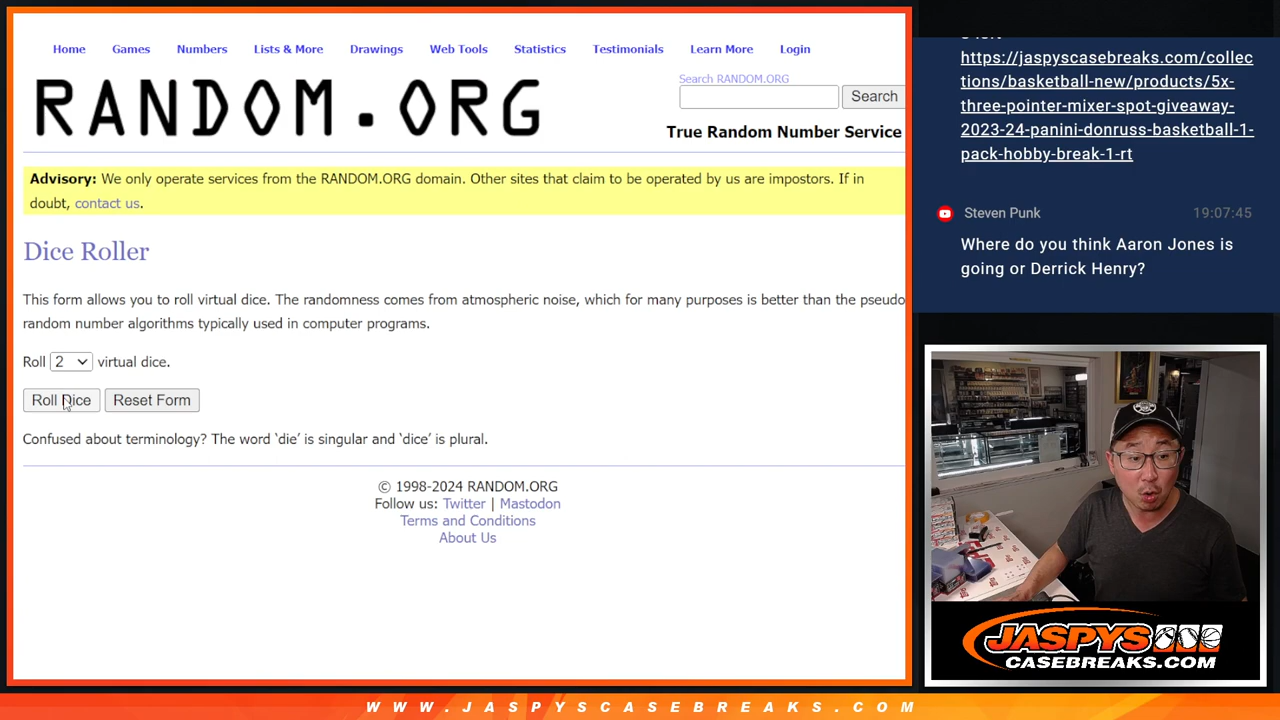 Home Games Numbers Lists & More Drawings Web Tools Statistics Testimonials Learn More Login
RANDOM.ORG
Search RANDOM.ORG
Search
True Random Number Service
Advisory: We only operate services from the RANDOM.ORG domain. Other sites that claim to be operated by us are impostors. If in
doubt, contact us.
Dice Roller
This form allows you to roll virtual dice. The randomness comes from atmospheric noise, which for many purposes is better than the pseudo
random number algorithms typically used in computer programs.
Roll 2 virtual dice.
Roll Dice Reset Form
Confused about terminology? The word ‘die’ is singular and ‘dice’ is plural.
© 1998-2024 RANDOM.ORG
Follow us: Twitter | Mastodon
Terms and Conditions
About Us
https://jaspyscasebreaks.com/collec
tions/basketball-new/products/5x-
three-pointer-mixer-spot-giveaway-
2023-24-panini-donruss-basketball-1-
pack-hobby-break-1-rt
Steven Punk 19:07:45
Where do you think Aaron Jones is
going or Derrick Henry?
JASPYS
CASEBREAKS.COM
WWW.JASPYSCASEBREAKS.COM